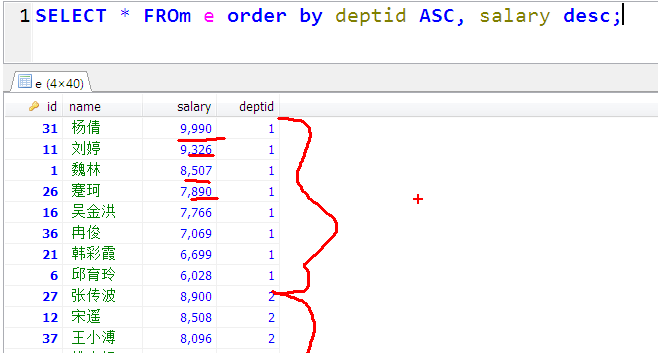 1 SELECT * FROm e order by deptid ASC, salary desc;
e (4×40)
id name salary deptid
31 杨倩 9,990 1
11 刘婷 9,326 1
1 魏林 8,507 1
26 蹇珂 7,890 1
16 吴金洪 7,766 1
36 冉俊 7,069 1
21 韩彩霞 6,699 1
6 邱育玲 6,028 1
27 张传波 8,900 2
12 宋遥 8,508 2
37 王小溥 8,096 2